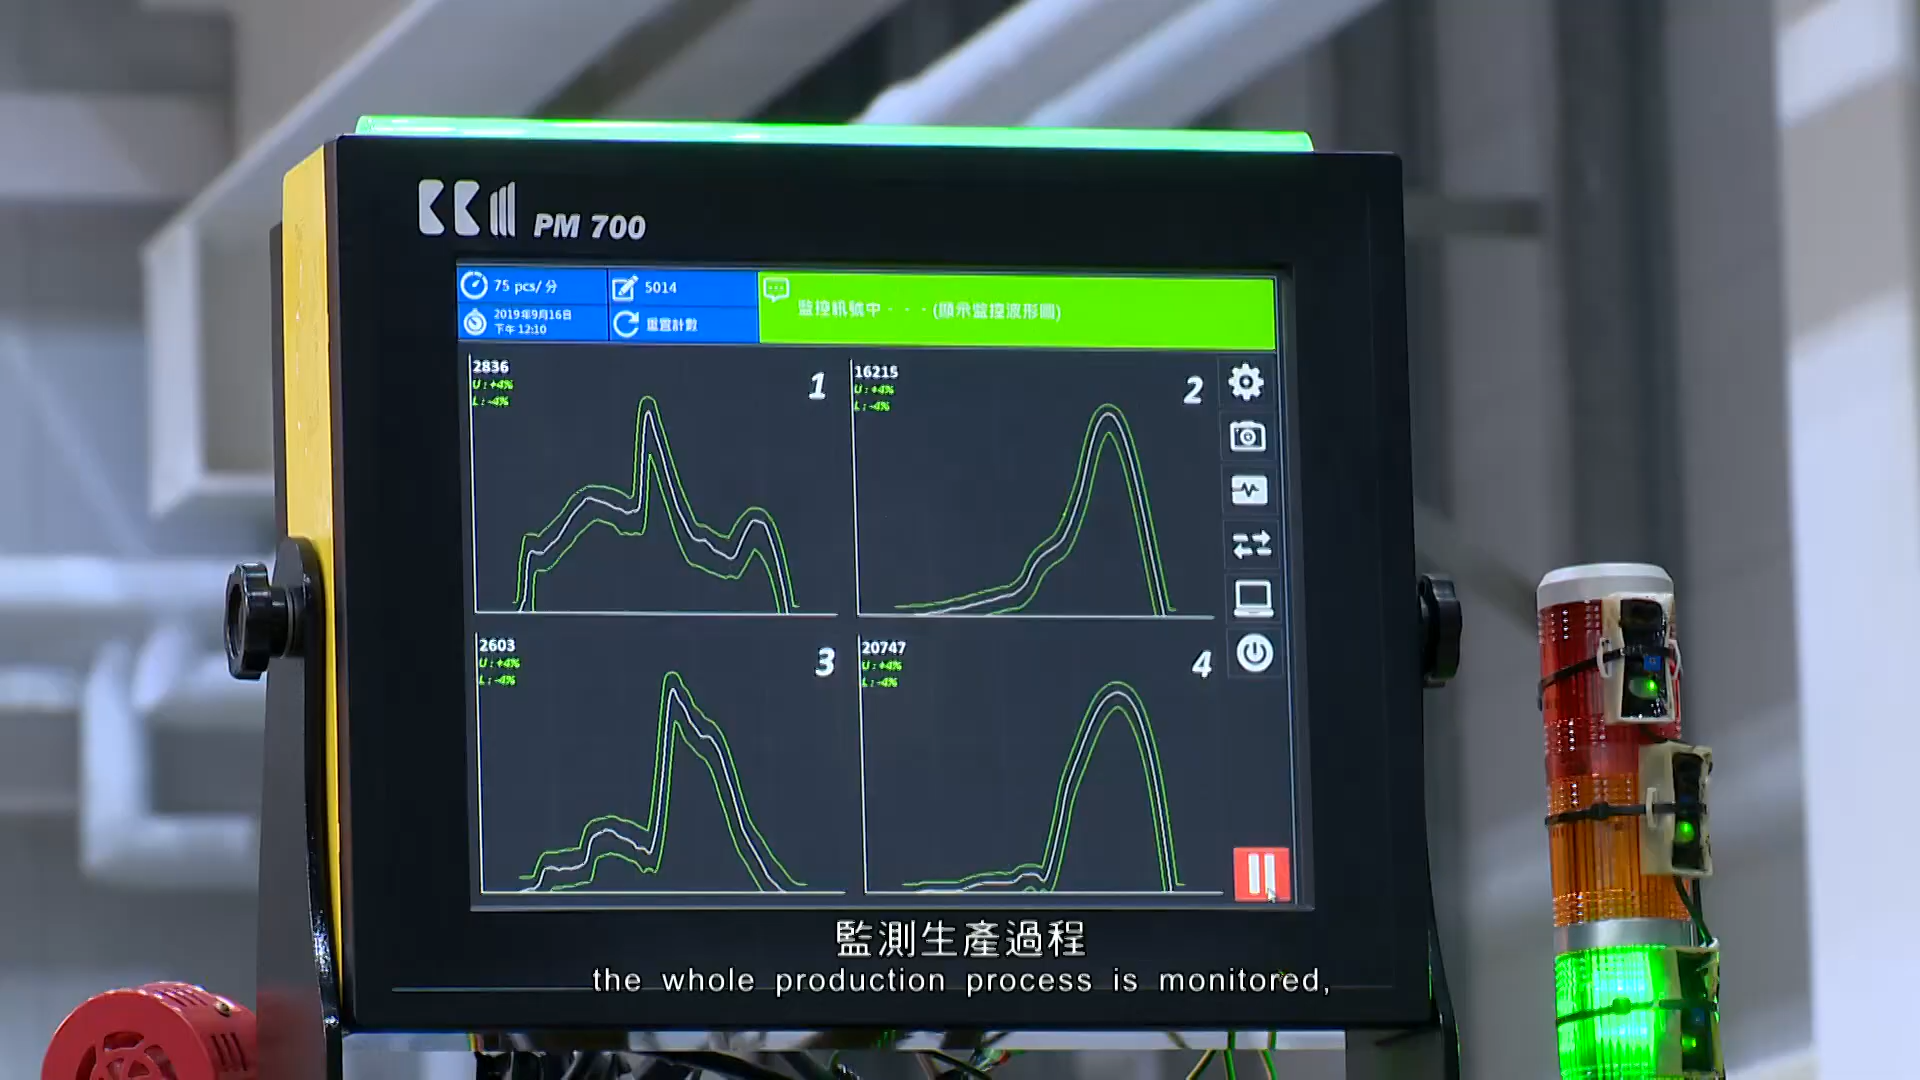 PM 700
75 pcs/分
5014
2019年9月16日
下午 12:10
重置計數
監控訊號中 - - - (顯示監控波形圖)
2836
U : +4%
L : -4%
1
16215
U : +4%
L : -4%
2
2603
U : +4%
L : -4%
3
20747
U : +4%
L : -4%
4
監測生產過程
the whole production process is monitored,